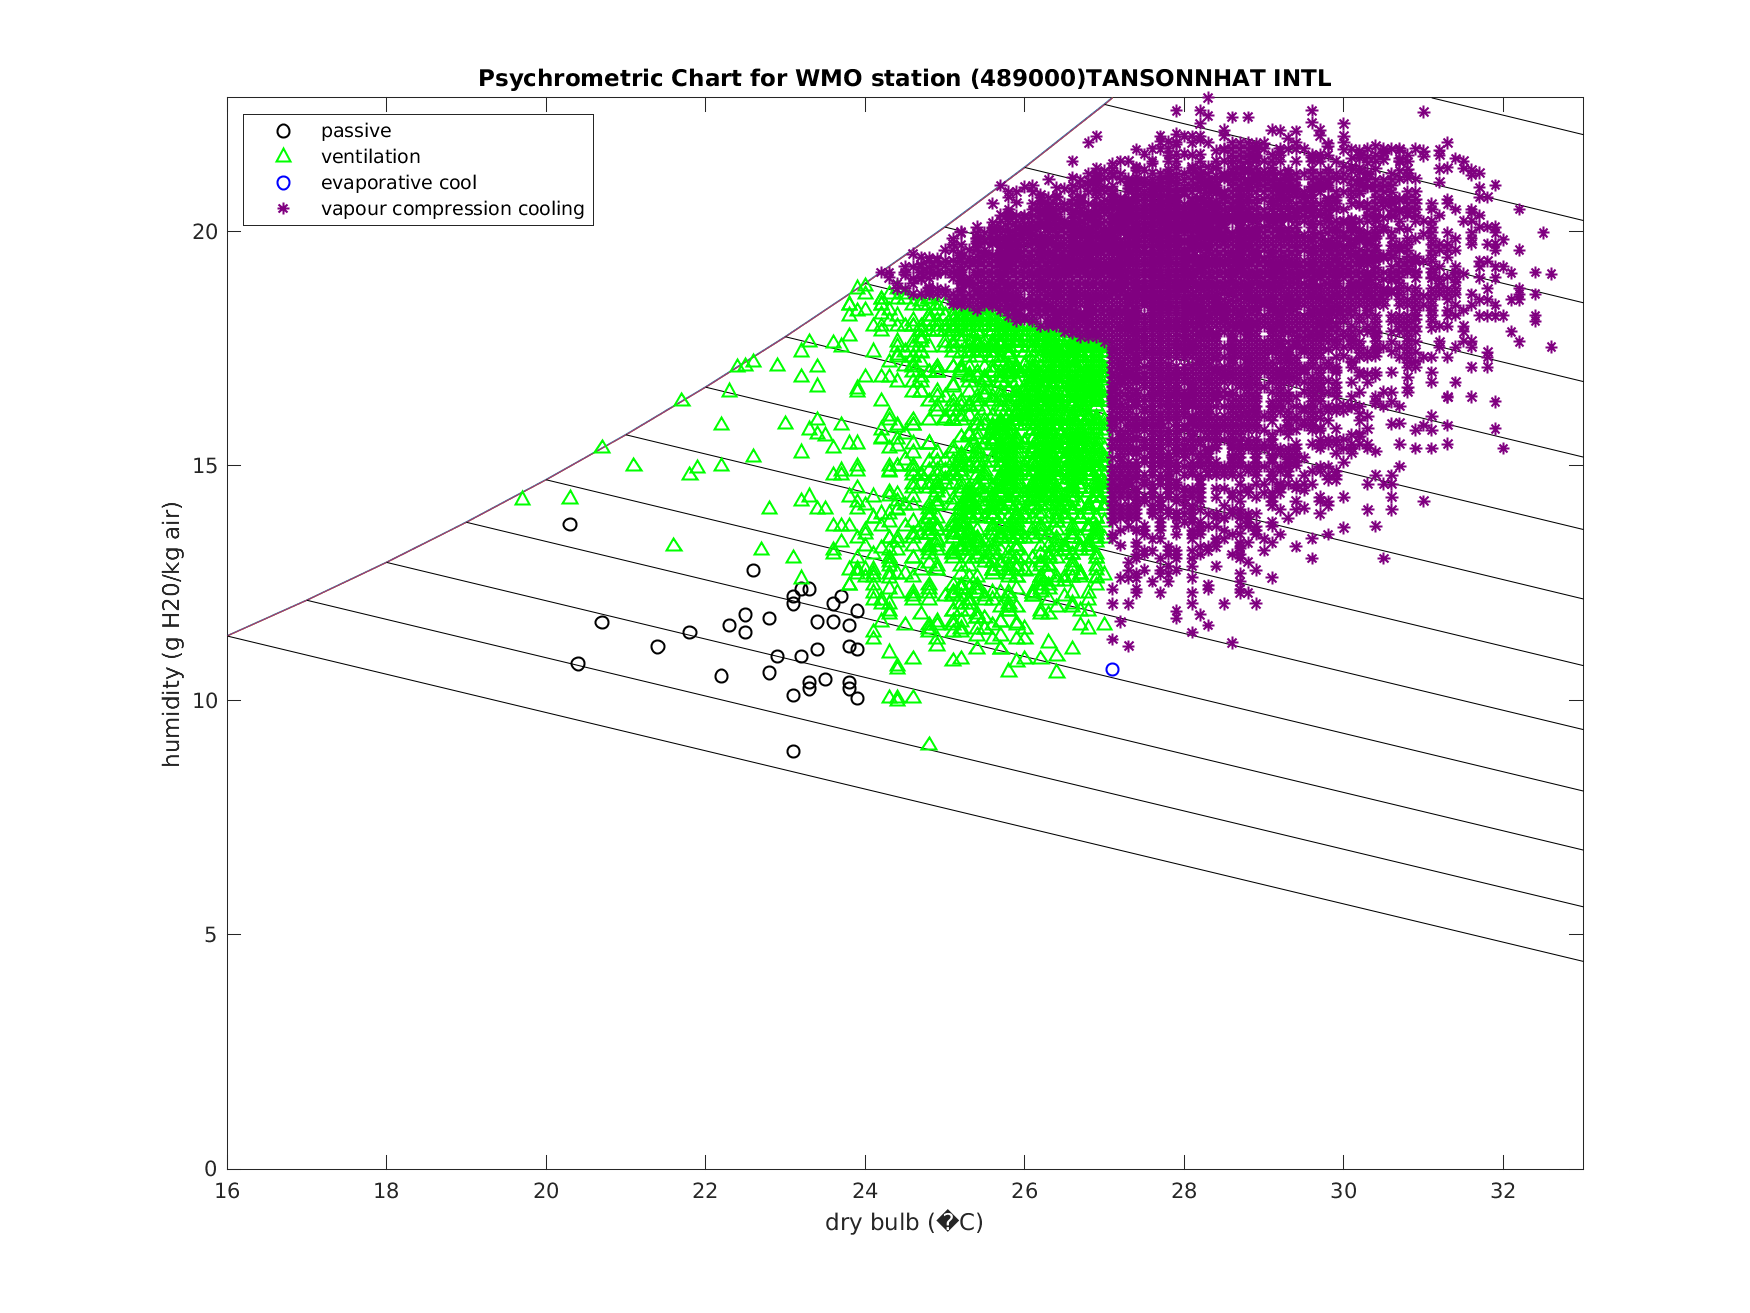 Psychrometric Chart for WMO station (489000)TANSONNHAT INTL
passive
ventilation
evaporative cool
vapour compression cooling
humidity (g H20/kg air)
20
15
10
5
0
16 18 20 22 24 26 28 30 32
dry bulb (�C)